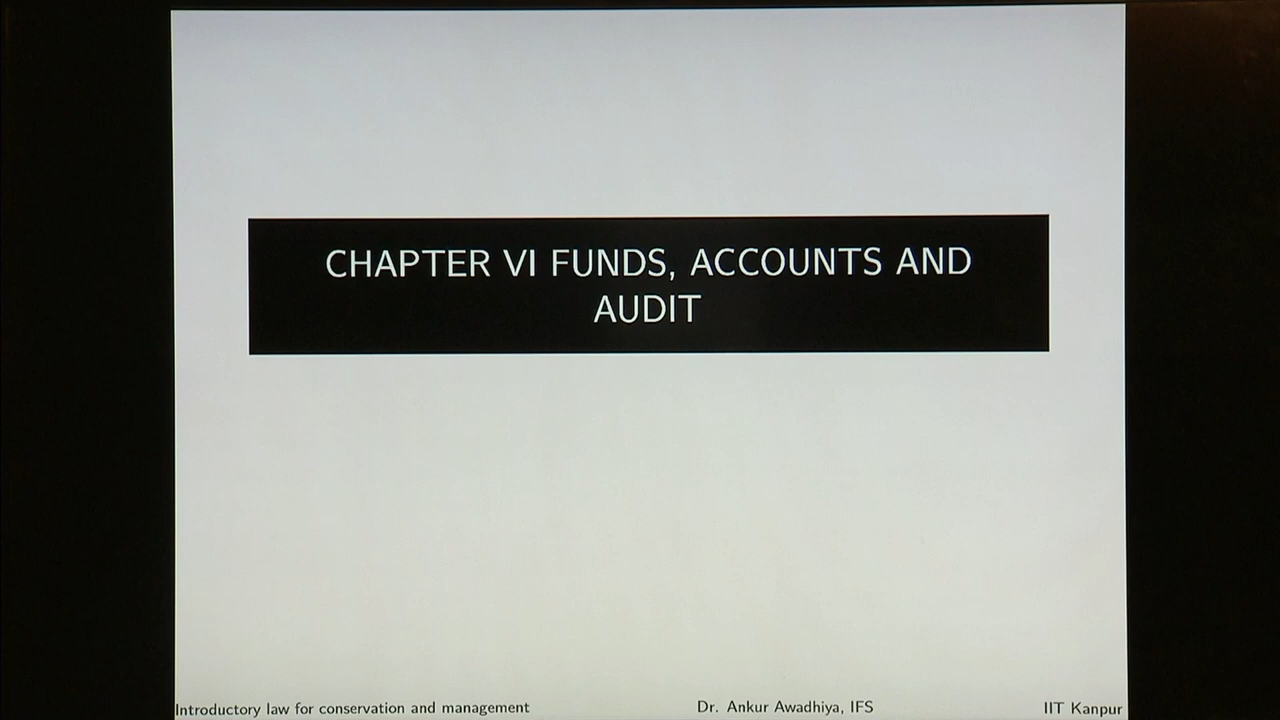 CHAPTER VI FUNDS, ACCOUNTS AND
AUDIT
Introductory law for conservation and management Dr. Ankur Awadhiya, IFS IIT Kanpur